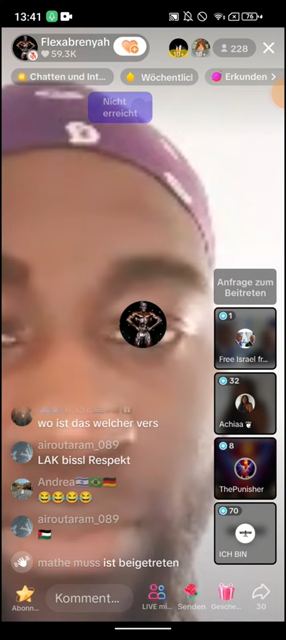 13:41
76
Flexabrenyah
59.3K
228
Chatten und Int...
Wöchentlicl
Erkunden >
Nicht
erreicht
Anfrage zum
Beitreten
1
Free Israel fr...
32
Achiaa
8
ThePunisher
70
ICH BIN
wo ist das welcher vers
airoutaram_089
LAK bissl Respekt
Andrea🇮🇱🇧🇷🇩🇪
😂😂😂😂
airoutaram_089
🇵🇸
mathe muss ist beigetreten
Abonn...
Komment...
LIVE mi...
Senden
Gesche...
30